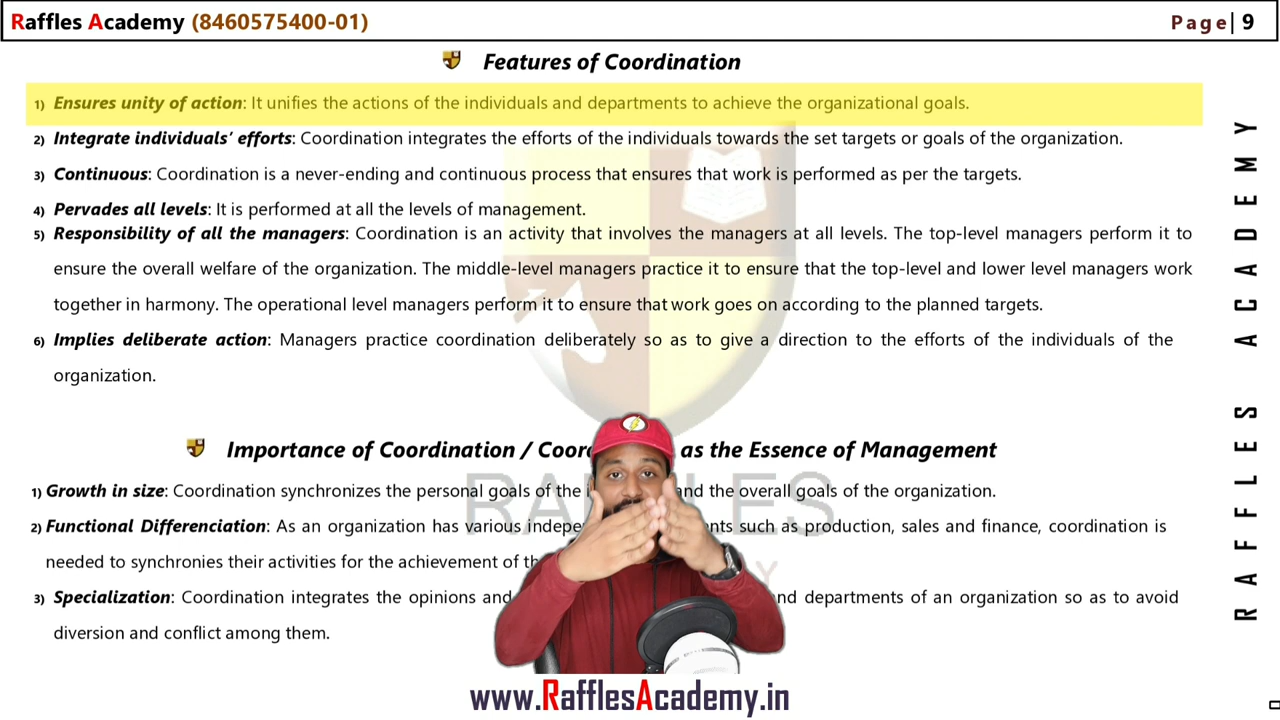 Raffles Academy (8460575400-01)
Page| 9
Features of Coordination
1) Ensures unity of action: It unifies the actions of the individuals and departments to achieve the organizational goals.
2) Integrate individuals’ efforts: Coordination integrates the efforts of the individuals towards the set targets or goals of the organization.
3) Continuous: Coordination is a never-ending and continuous process that ensures that work is performed as per the targets.
4) Pervades all levels: It is performed at all the levels of management.
5) Responsibility of all the managers: Coordination is an activity that involves the managers at all levels. The top-level managers perform it to
ensure the overall welfare of the organization. The middle-level managers practice it to ensure that the top-level and lower level managers work
together in harmony. The operational level managers perform it to ensure that work goes on according to the planned targets.
6) Implies deliberate action: Managers practice coordination deliberately so as to give a direction to the efforts of the individuals of the
organization.
Importance of Coordination / as the Essence of Management
1) Growth in size: Coordination synchronizes the personal goals of the and the overall goals of the organization.
2) Functional Differenciation: As an organization has various such as production, sales and finance, coordination is
needed to synchronies their activities for the achievement of
3) Specialization: Coordination integrates the opinions and departments of an organization so as to avoid
diversion and conflict among them.
RAFFLES
www.RafflesAcademy.in
RAFFLES ACADEMY